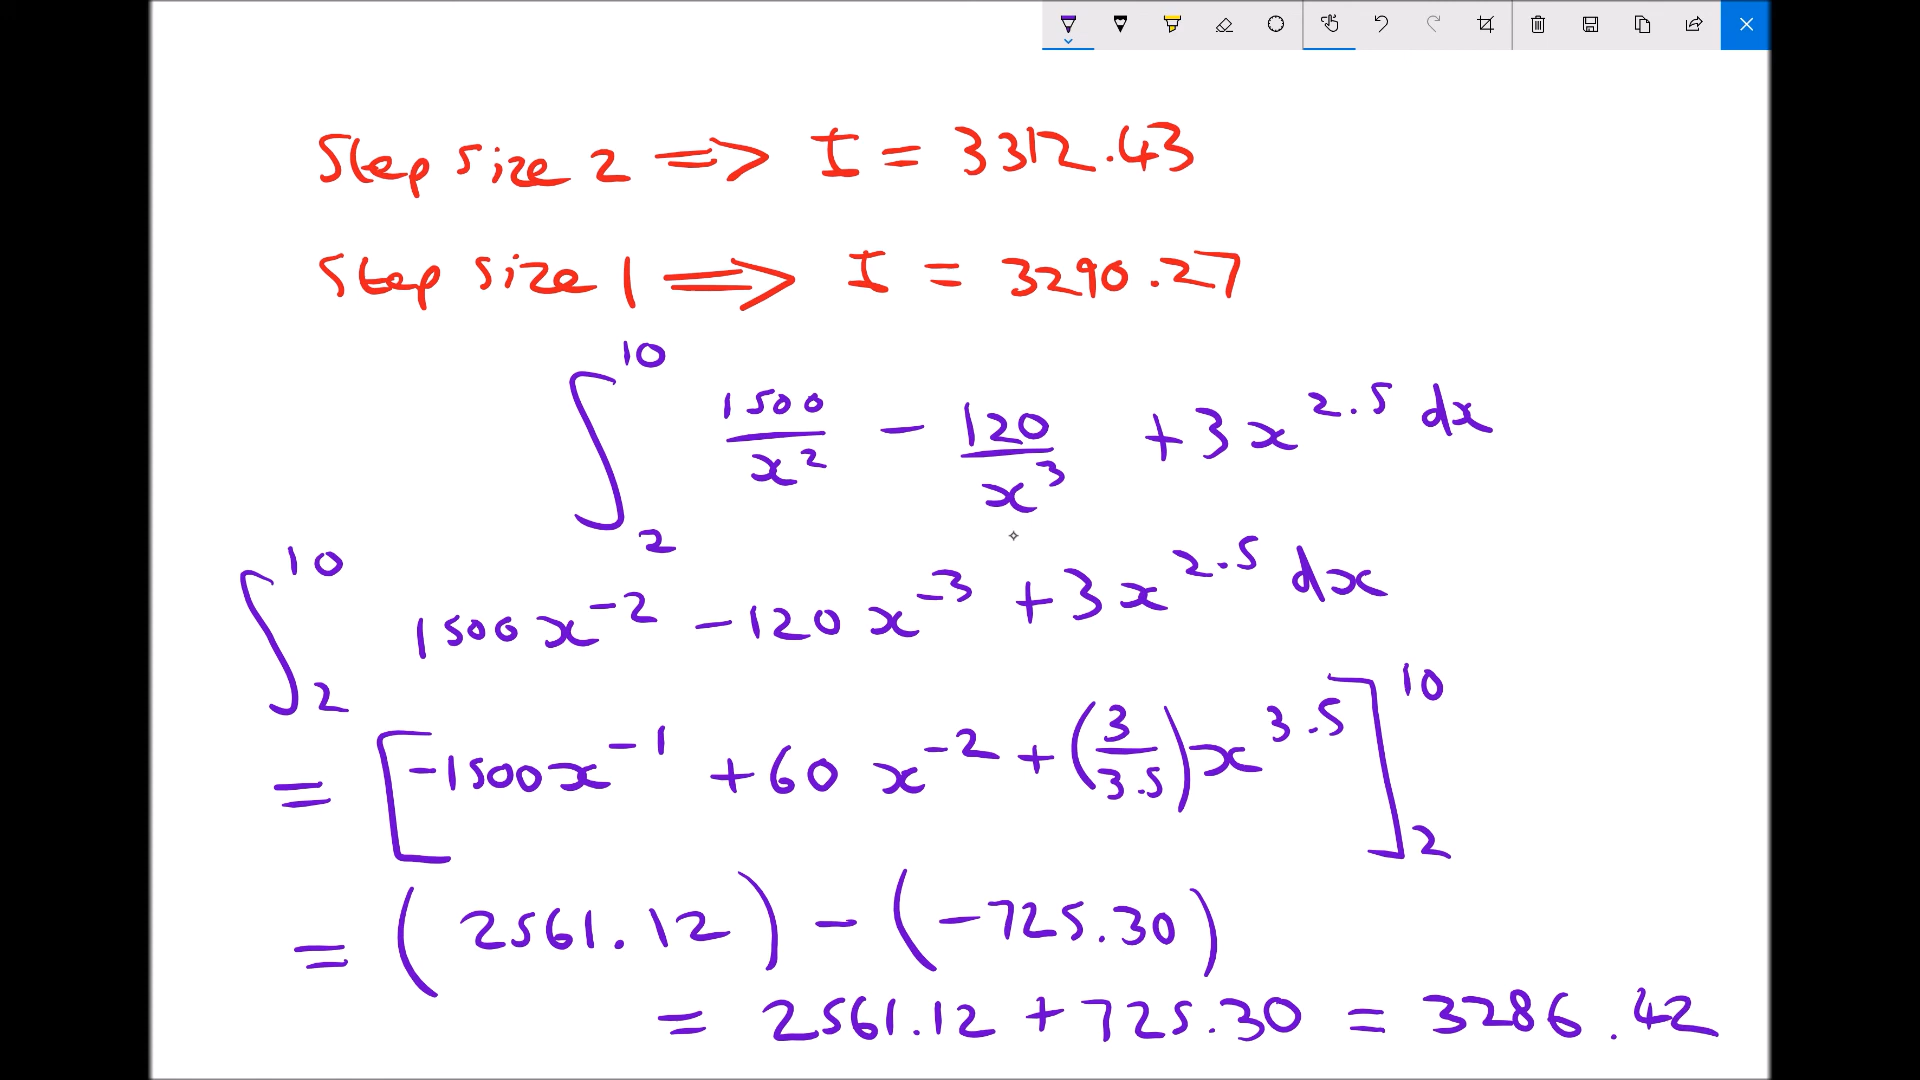 Step size 2 => I = 3312.43
Step size 1 => I = 3290.27
∫₂¹⁰ 1500/x² - 120/x³ + 3x^2.5 dx
∫₂¹⁰ 1500x⁻² - 120x⁻³ + 3x^2.5 dx
= [-1500x⁻¹ + 60x⁻² + (3/3.5)x^3.5]₂¹⁰
= (2561.12) - (-725.30)
= 2561.12 + 725.30 = 3286.42